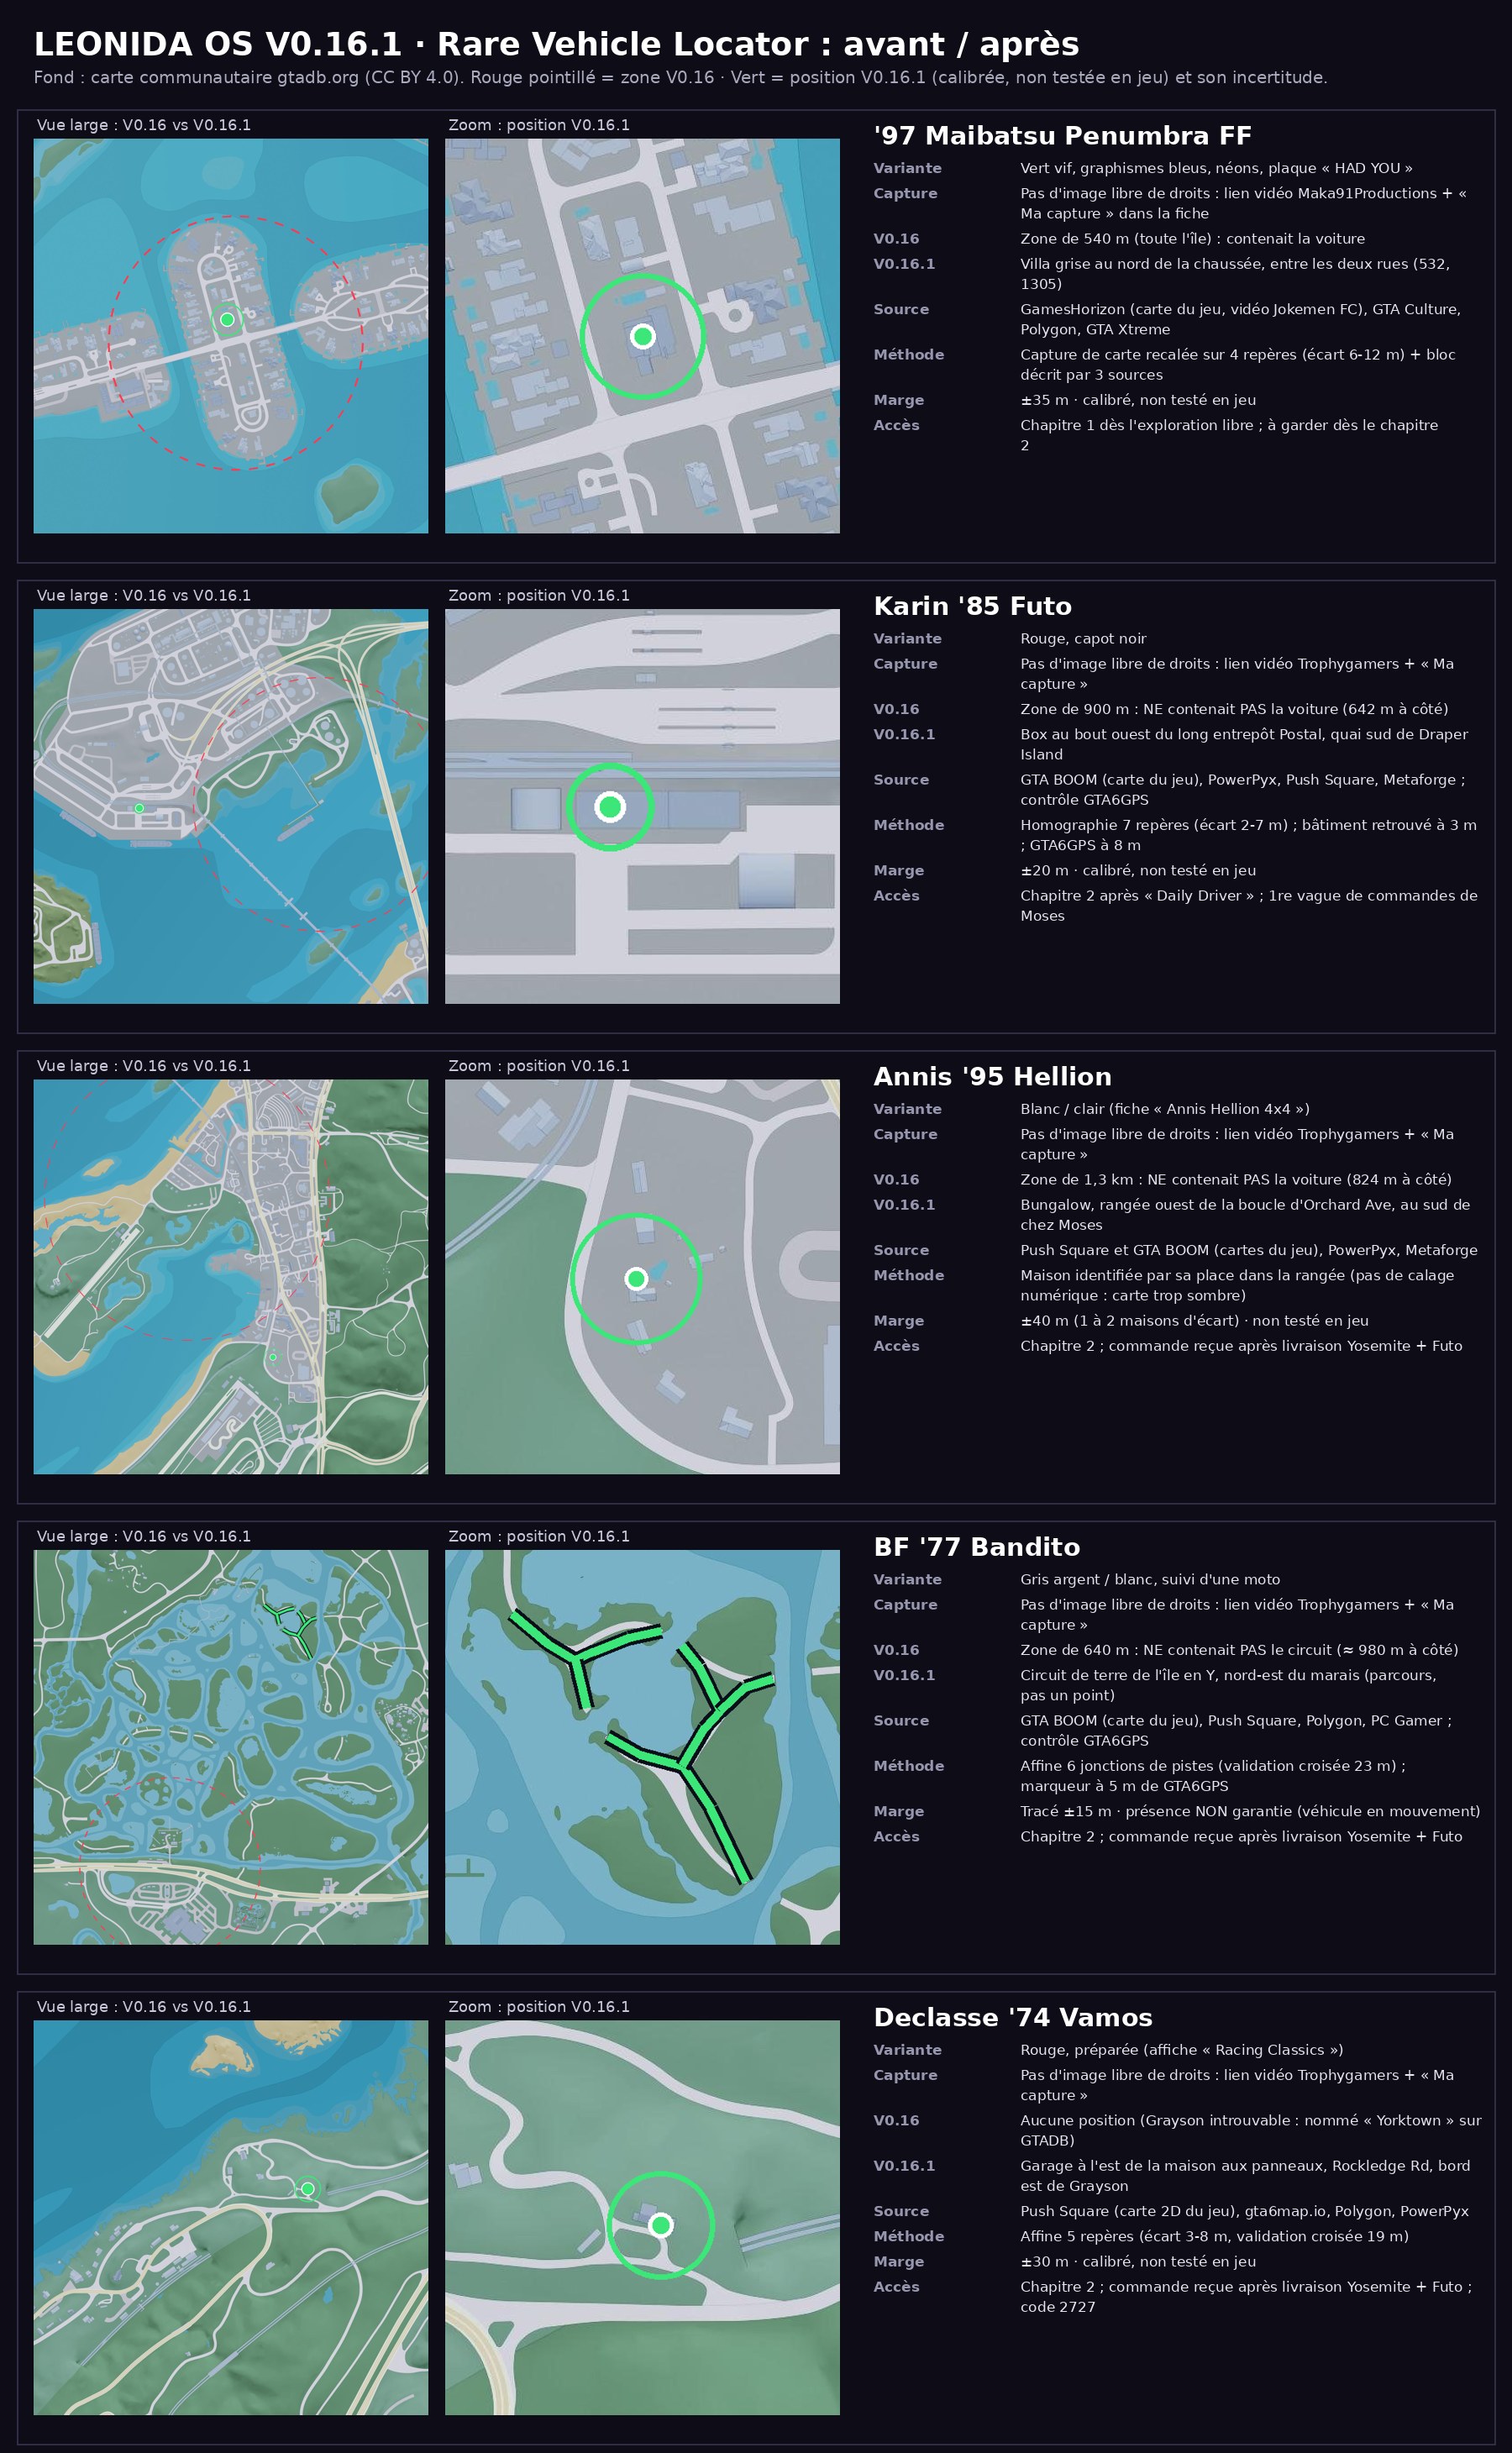 LEONIDA OS V0.16.1 · Rare Vehicle Locator : avant / après
Fond : carte communautaire gtadb.org (CC BY 4.0). Rouge pointillé = zone V0.16 · Vert = position V0.16.1 (calibrée, non testée en jeu) et son incertitude.
Vue large : V0.16 vs V0.16.1
Zoom : position V0.16.1
'97 Maibatsu Penumbra FF
Variante Vert vif, graphismes bleus, néons, plaque « HAD YOU »
Capture Pas d'image libre de droits : lien vidéo Maka91Productions + «
Ma capture » dans la fiche
V0.16 Zone de 540 m (toute l'île) : contenait la voiture
V0.16.1 Villa grise au nord de la chaussée, entre les deux rues (532,
1305)
Source GamesHorizon (carte du jeu, vidéo Jokemen FC), GTA Culture,
Polygon, GTA Xtreme
Méthode Capture de carte recalée sur 4 repères (écart 6-12 m) + bloc
décrit par 3 sources
Marge ±35 m · calibré, non testé en jeu
Accès Chapitre 1 dès l'exploration libre ; à garder dès le chapitre
2
Vue large : V0.16 vs V0.16.1
Zoom : position V0.16.1
Karin '85 Futo
Variante Rouge, capot noir
Capture Pas d'image libre de droits : lien vidéo Trophygamers + « Ma
capture »
V0.16 Zone de 900 m : NE contenait PAS la voiture (642 m à côté)
V0.16.1 Box au bout ouest du long entrepôt Postal, quai sud de Draper
Island
Source GTA BOOM (carte du jeu), PowerPyx, Push Square, Metaforge ;
contrôle GTA6GPS
Méthode Homographie 7 repères (écart 2-7 m) ; bâtiment retrouvé à 3 m
; GTA6GPS à 8 m
Marge ±20 m · calibré, non testé en jeu
Accès Chapitre 2 après « Daily Driver » ; 1re vague de commandes de
Moses
Vue large : V0.16 vs V0.16.1
Zoom : position V0.16.1
Annis '95 Hellion
Variante Blanc / clair (fiche « Annis Hellion 4x4 »)
Capture Pas d'image libre de droits : lien vidéo Trophygamers + « Ma
capture »
V0.16 Zone de 1,3 km : NE contenait PAS la voiture (824 m à côté)
V0.16.1 Bungalow, rangée ouest de la boucle d'Orchard Ave, au sud de
chez Moses
Source Push Square et GTA BOOM (cartes du jeu), PowerPyx, Metaforge
Méthode Maison identifiée par sa place dans la rangée (pas de calage
numérique : carte trop sombre)
Marge ±40 m (1 à 2 maisons d'écart) · non testé en jeu
Accès Chapitre 2 ; commande reçue après livraison Yosemite + Futo
Vue large : V0.16 vs V0.16.1
Zoom : position V0.16.1
BF '77 Bandito
Variante Gris argent / blanc, suivi d'une moto
Capture Pas d'image libre de droits : lien vidéo Trophygamers + « Ma
capture »
V0.16 Zone de 640 m : NE contenait PAS le circuit (≈ 980 m à côté)
V0.16.1 Circuit de terre de l'île en Y, nord-est du marais (parcours,
pas un point)
Source GTA BOOM (carte du jeu), Push Square, Polygon, PC Gamer ;
contrôle GTA6GPS
Méthode Affine 6 jonctions de pistes (validation croisée 23 m) ;
marqueur à 5 m de GTA6GPS
Marge Tracé ±15 m · présence NON garantie (véhicule en mouvement)
Accès Chapitre 2 ; commande reçue après livraison Yosemite + Futo
Vue large : V0.16 vs V0.16.1
Zoom : position V0.16.1
Declasse '74 Vamos
Variante Rouge, préparée (affiche « Racing Classics »)
Capture Pas d'image libre de droits : lien vidéo Trophygamers + « Ma
capture »
V0.16 Aucune position (Grayson introuvable : nommé « Yorktown » sur
GTADB)
V0.16.1 Garage à l'est de la maison aux panneaux, Rockledge Rd, bord
est de Grayson
Source Push Square (carte 2D du jeu), gta6map.io, Polygon, PowerPyx
Méthode Affine 5 repères (écart 3-8 m, validation croisée 19 m)
Marge ±30 m · calibré, non testé en jeu
Accès Chapitre 2 ; commande reçue après livraison Yosemite + Futo ;
code 2727